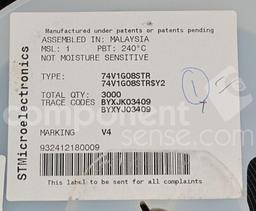 Manufactured under patents or patents pending
ASSEMBLED IN: MALAYSIA
MSL: 1 PBT: 240°C
NOT MOISTURE SENSITIVE
STMicroelectronics
TYPE: 74V1G08STR
74V1G08STRSY2
TOTAL QTY: 3000
TRACE CODES BYXJK03409
BYXYJ03409
MARKING V4
932412180009
This label to be sent for all complaints
1
component
sense.com